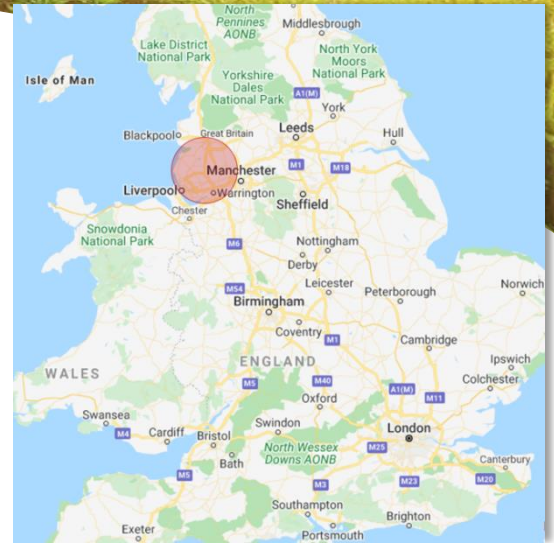 North
Pennines
AONB
Middlesbrough
Lake District
National Park
North York
Moors
National Park
Isle of Man
Yorkshire
Dales
National Park
A1(M)
York
Blackpool
Great Britain
Leeds
Hull
M1
M18
Manchester
Liverpool
Warrington
Sheffield
Chester
Snowdonia
National Park
M6
Nottingham
Derby
M54
Leicester
Peterborough
Norwich
Birmingham
Coventry
M1
Cambridge
ENGLAND
Ipswich
WALES
M5
M40
A1(M)
M11
Colchester
Oxford
Swansea
Swindon
London
M4
Cardiff
Bristol
North Wessex
Downs AONB
M25
Bath
Canterbury
M5
M3
M23
M20
Southampton
Brighton
Exeter
Portsmouth